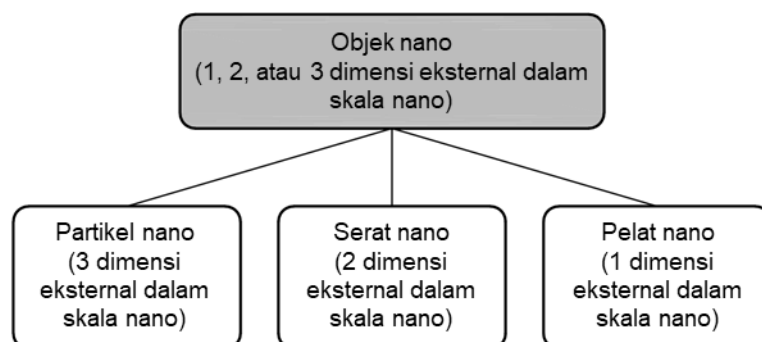 Objek nano
(1, 2, atau 3 dimensi eksternal dalam
skala nano)
Partikel nano
(3 dimensi
eksternal dalam
skala nano)
Serat nano
(2 dimensi
eksternal dalam
skala nano)
Pelat nano
(1 dimensi
eksternal dalam
skala nano)